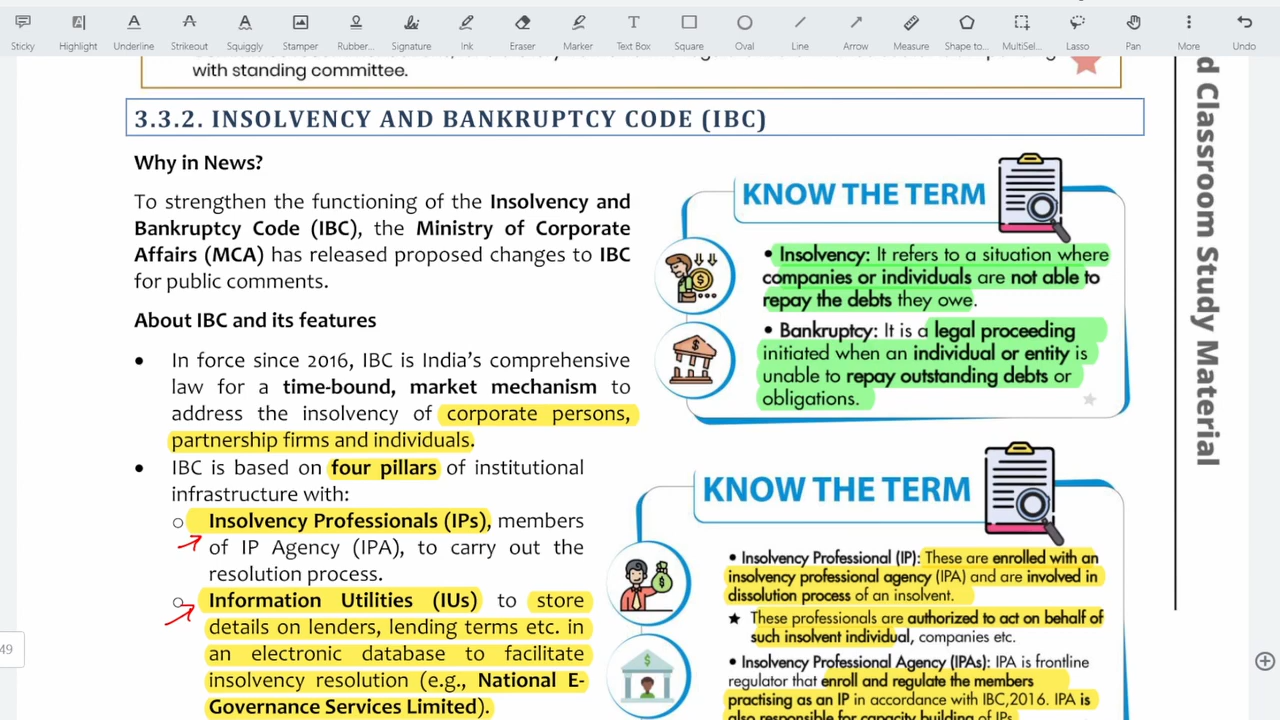 Sticky
Highlight
Underline
Strikeout
Squiggly
Stamper
Rubber...
Signature
Ink
Eraser
Marker
Text Box
Square
Oval
Line
Arrow
Measure
Shape to...
MultiSel...
Lasso
Pan
More
Undo
with standing committee.
3.3.2. INSOLVENCY AND BANKRUPTCY CODE (IBC)
Why in News?
To strengthen the functioning of the Insolvency and
Bankruptcy Code (IBC), the Ministry of Corporate
Affairs (MCA) has released proposed changes to IBC
for public comments.
About IBC and its features
• In force since 2016, IBC is India's comprehensive
law for a time-bound, market mechanism to
address the insolvency of corporate persons,
partnership firms and individuals.
• IBC is based on four pillars of institutional
infrastructure with:
o Insolvency Professionals (IPs), members
of IP Agency (IPA), to carry out the
resolution process.
o Information Utilities (IUs) to store
details on lenders, lending terms etc. in
an electronic database to facilitate
insolvency resolution (e.g., National E-
Governance Services Limited).
KNOW THE TERM
• Insolvency: It refers to a situation where
companies or individuals are not able to
repay the debts they owe.
• Bankruptcy: It is a legal proceeding
initiated when an individual or entity is
unable to repay outstanding debts or
obligations.
KNOW THE TERM
• Insolvency Professional (IP): These are enrolled with an
insolvency professional agency (IPA) and are involved in
dissolution process of an insolvent.
★ These professionals are authorized to act on behalf of
such insolvent individual, companies etc.
• Insolvency Professional Agency (IPAs): IPA is frontline
regulator that enroll and regulate the members
practising as an IP in accordance with IBC,2016. IPA is
also responsible for capacity building of IPs.
d Classroom Study Material
49